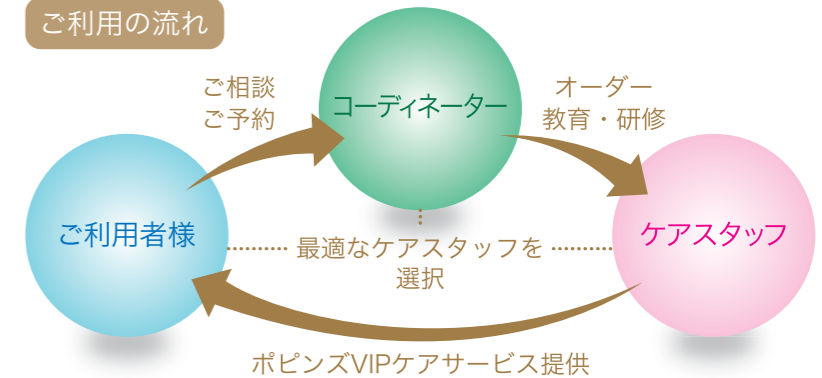 ご利用の流れ
ご相談
ご予約
コーディネーター
オーダー
教育・研修
ご利用者様
最適なケアスタッフを
選択
ケアスタッフ
ポピンズVIPケアサービス提供